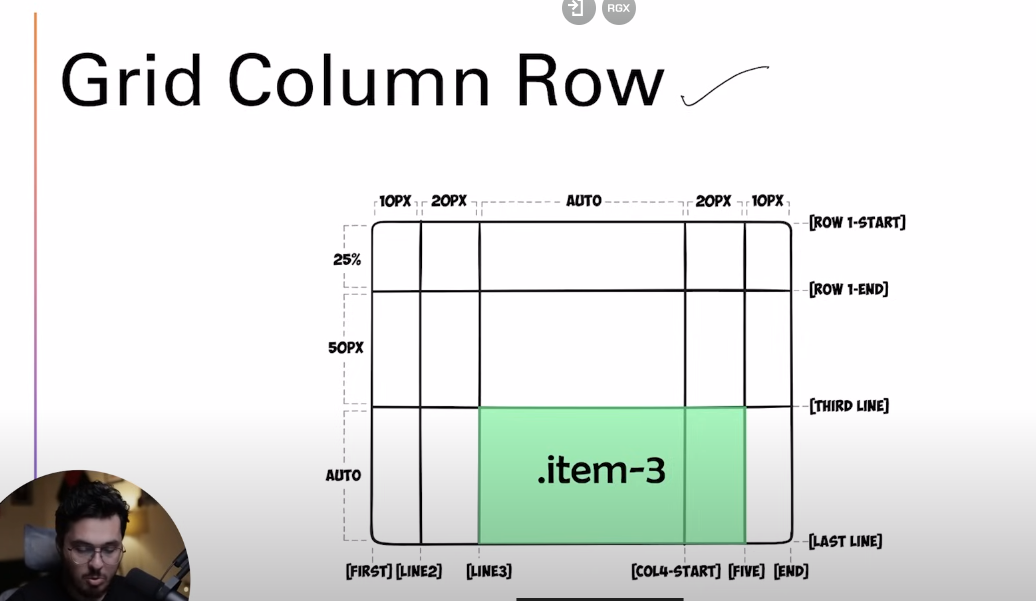 RGX
Grid Column Row
10PX 20PX AUTO 20PX 10PX
[ROW 1-START]
25%
[ROW 1-END]
50PX
[THIRD LINE]
.item-3
AUTO
[LAST LINE]
[FIRST] [LINE2] [LINE3] [COL4-START] [FIVE] [END]